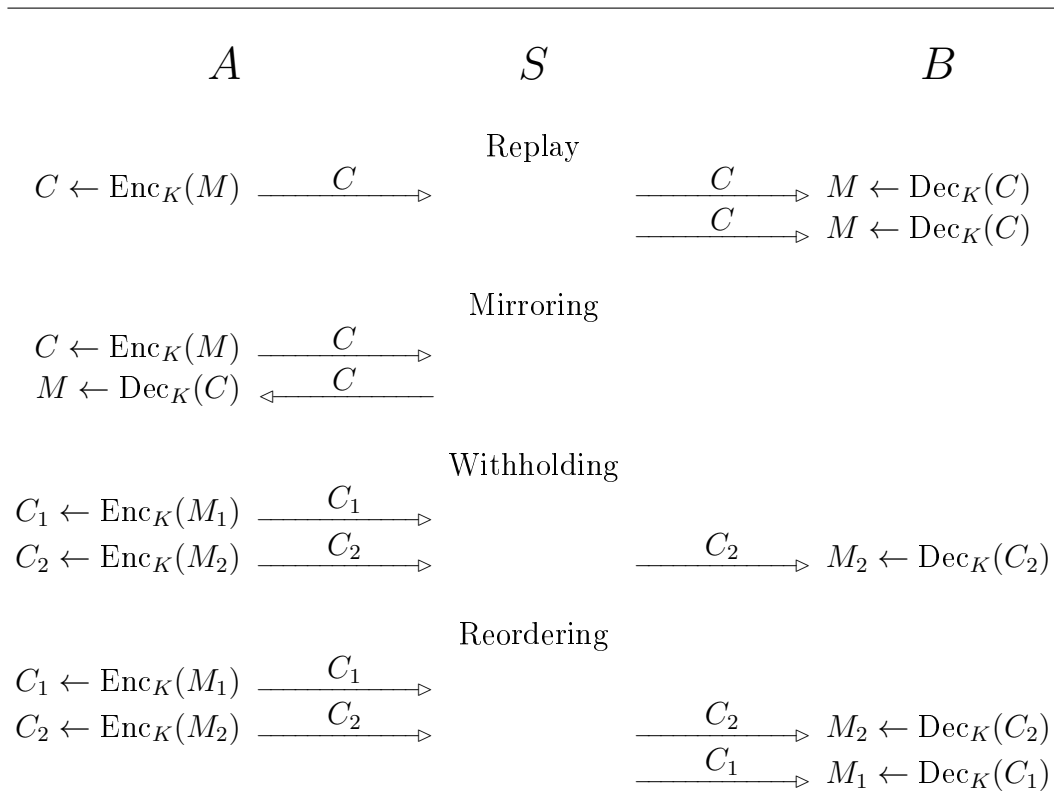 A S B
Replay
C ← Enc_K(M) C C M ← Dec_K(C)
C M ← Dec_K(C)
Mirroring
C ← Enc_K(M) C
M ← Dec_K(C) C
Withholding
C_1 ← Enc_K(M_1) C_1
C_2 ← Enc_K(M_2) C_2 C_2 M_2 ← Dec_K(C_2)
Reordering
C_1 ← Enc_K(M_1) C_1
C_2 ← Enc_K(M_2) C_2 C_2 M_2 ← Dec_K(C_2)
C_1 M_1 ← Dec_K(C_1)